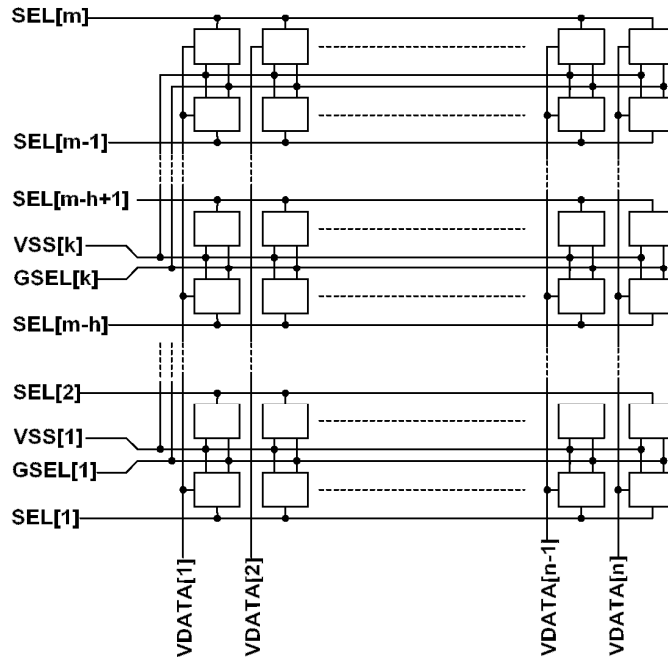 SEL[m]
SEL[m-1]
SEL[m-h+1]
VSS[k]
GSEL[k]
SEL[m-h]
SEL[2]
VSS[1]
GSEL[1]
SEL[1]
VDATA[1]
VDATA[2]
VDATA[n-1]
VDATA[n]